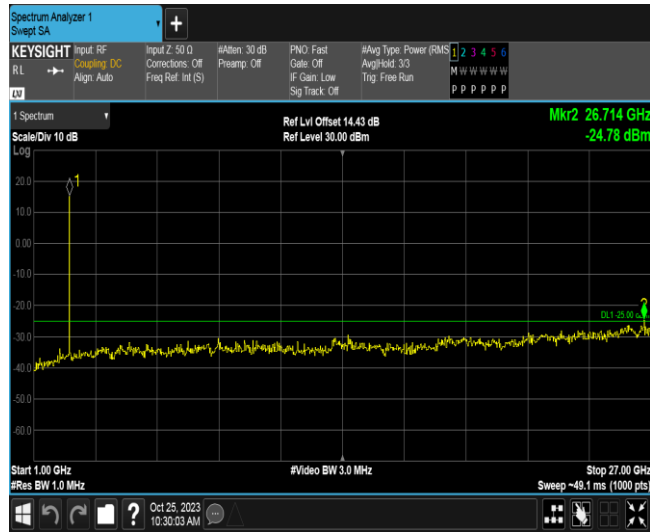 Spectrum Analyzer 1
Swept SA
+
KEYSIGHT
RL
LXI
Input: RF
Coupling: DC
Align: Auto
Input Z: 50 Ω
Corrections: Off
Freq Ref: Int (S)
#Atten: 30 dB
Preamp: Off
PNO: Fast
Gate: Off
IF Gain: Low
Sig Track: Off
#Avg Type: Power (RMS
Avg|Hold: 3/3
Trig: Free Run
1 2 3 4 5 6
M W W W W W
P P P P P P
1 Spectrum
Scale/Div 10 dB
Log
Ref Lvl Offset 14.43 dB
Ref Level 30.00 dBm
Mkr2 26.714 GHz
-24.78 dBm
20.0
1
10.0
0.00
-10.0
-20.0
2
DL1 -25.00
-30.0
-40.0
-50.0
-60.0
Start 1.00 GHz
#Video BW 3.0 MHz
Stop 27.00 GHz
#Res BW 1.0 MHz
Sweep ~49.1 ms (1000 pts)
?
Oct 25, 2023
10:30:03 AM